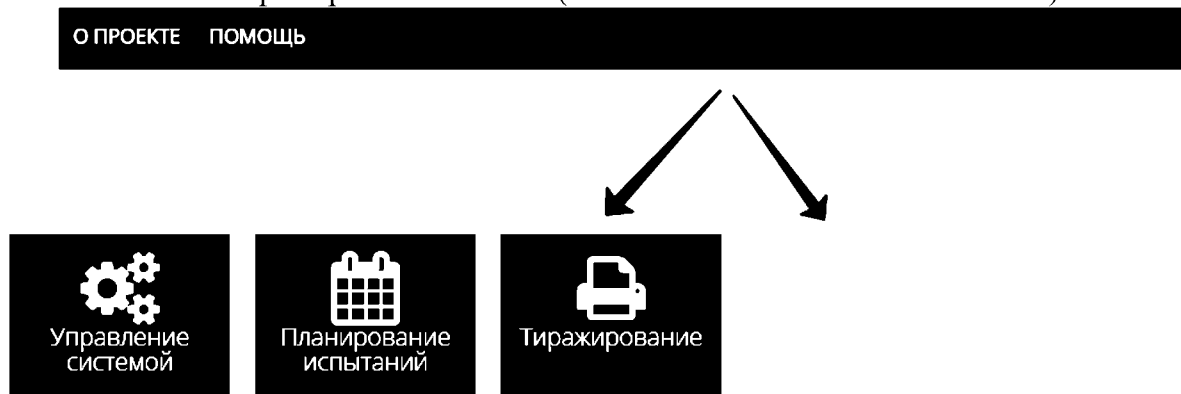 О ПРОЕКТЕ ПОМОЩЬ
Управление
системой
Планирование
испытаний
Тиражирование